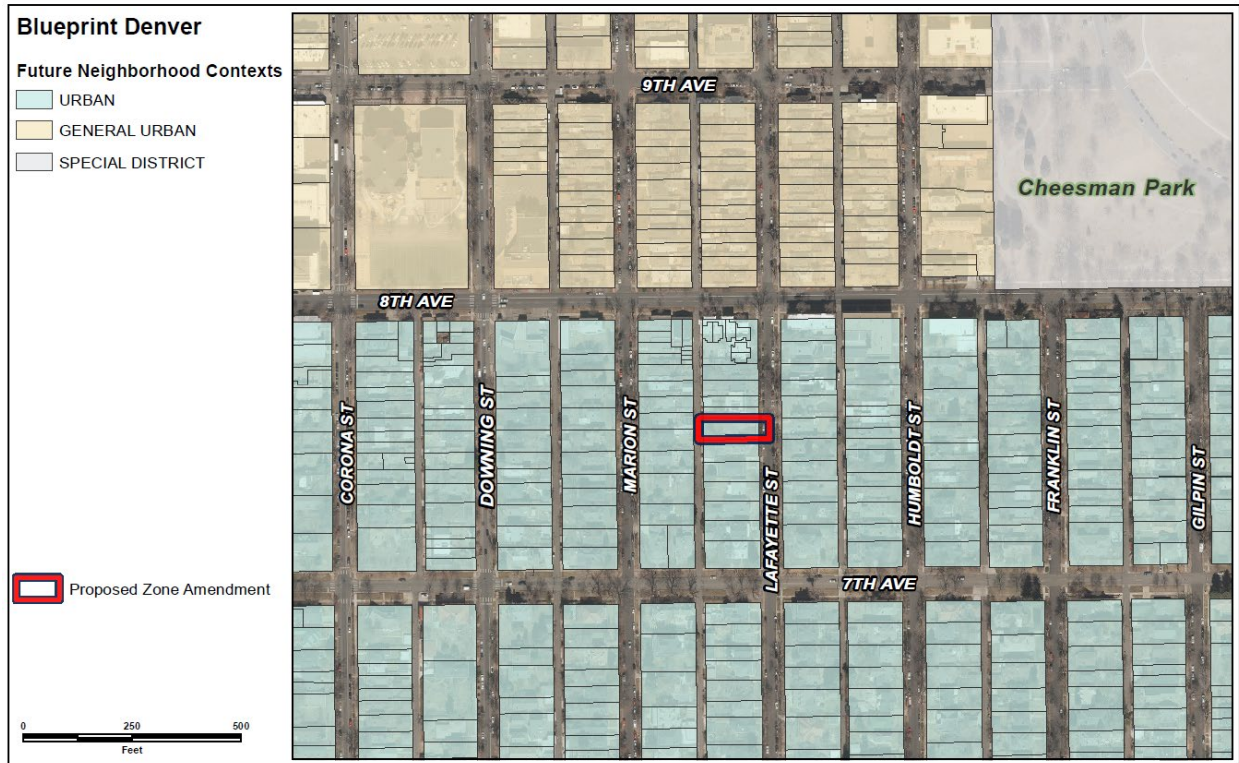 Blueprint Denver
Future Neighborhood Contexts
URBAN
GENERAL URBAN
SPECIAL DISTRICT
Proposed Zone Amendment
0 250 500
Feet
9TH AVE
Cheesman Park
8TH AVE
CORONA ST
DOWNING ST
MARION ST
LAFAYETTE ST
HUMBOLDT ST
FRANKLIN ST
GILPIN ST
7TH AVE